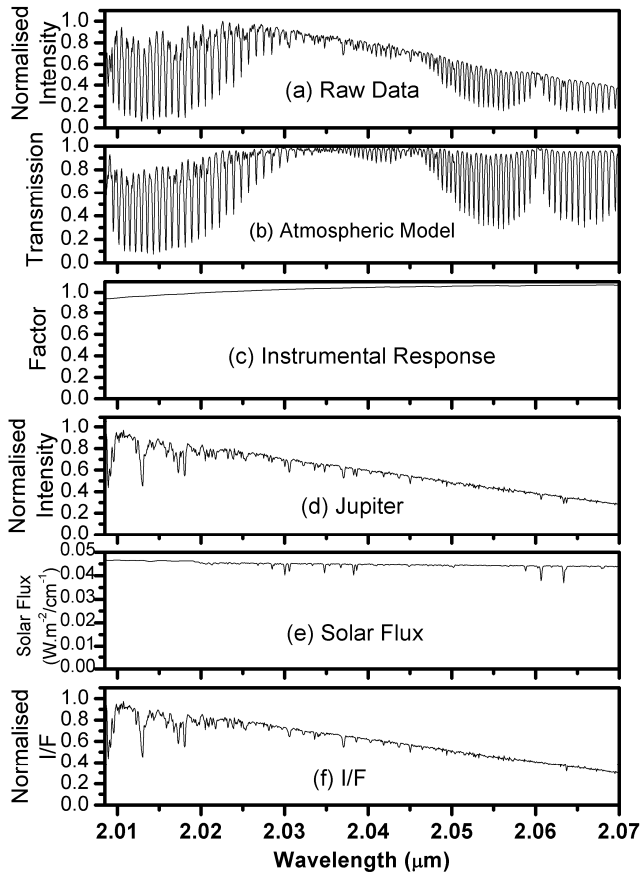 Normalised
Intensity
1.0
0.8
0.6
0.4
0.2
0.0
(a) Raw Data
Transmission
1.0
0.8
0.6
0.4
0.2
0.0
(b) Atmospheric Model
Factor
1.0
0.8
0.6
0.4
0.2
0.0
(c) Instrumental Response
Normalised
Intensity
1.0
0.8
0.6
0.4
0.2
0.0
(d) Jupiter
Solar Flux
(W.m-2/cm-1)
0.05
0.04
0.03
0.02
0.01
0.00
(e) Solar Flux
Normalised
I/F
1.0
0.8
0.6
0.4
0.2
0.0
(f) I/F
2.01 2.02 2.03 2.04 2.05 2.06 2.07
Wavelength (μm)